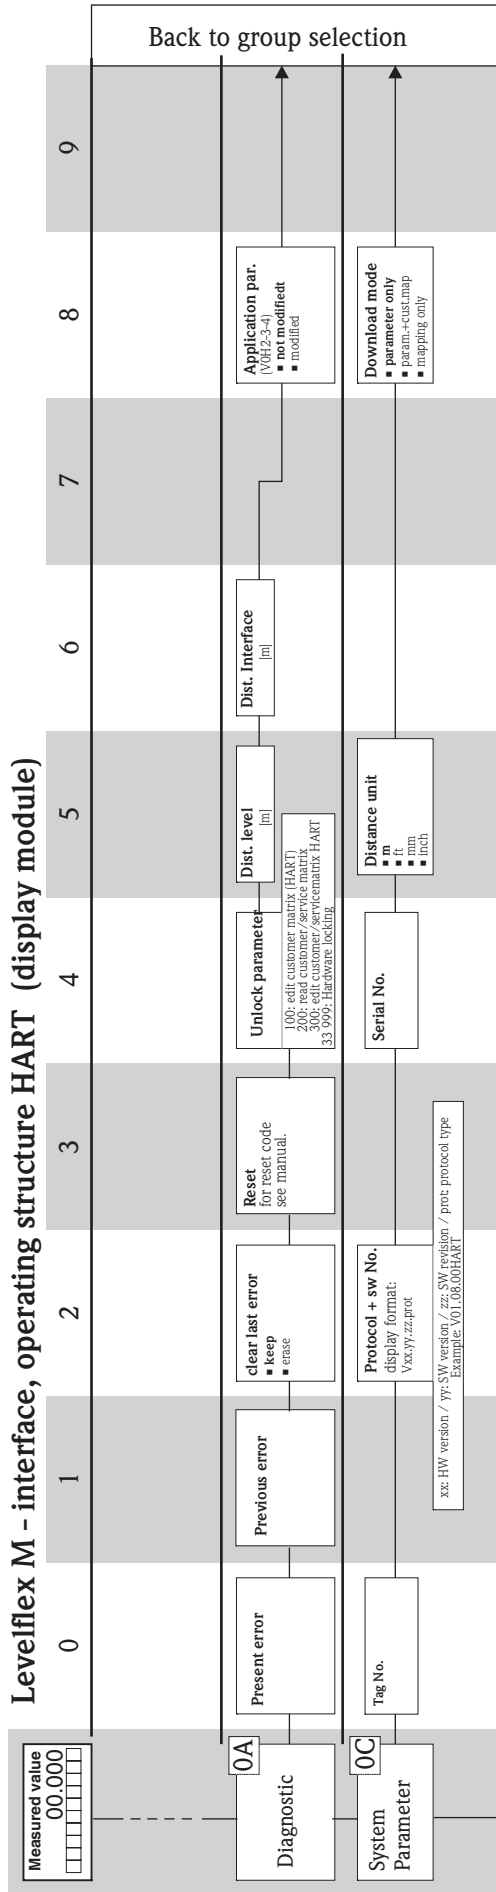 Levelflex M - interface, operating structure HART (display module)
Measured value
00.000
0
1
2
3
4
5
6
7
8
9
Back to group selection
Diagnostic
0A
Present error
Previous error
clear last error
▪ keep
▪ erase
Reset
for reset code
see manual.
Unlock parameter
100: edit customer matrix (HART)
200: read customer/service matrix
300: edit customer/servicematrix HART
33 999: Hardware locking
Dist. level
[m]
Dist. Interface
[m]
Application par.
(V0H2-3-4)
▪ not modifiedt
▪ modified
System
Parameter
0C
Tag No.
Protocol + sw No.
display format:
Vxx.yy.zz.prot
xx: HW version / yy: SW version / zz: SW revision / prot: protocol type
Example: V01.08.00HART
Serial No.
Distance unit
▪ m
▪ ft
▪ mm
▪ inch
Download mode
▪ parameter only
▪ param.+cust.map
▪ mapping only